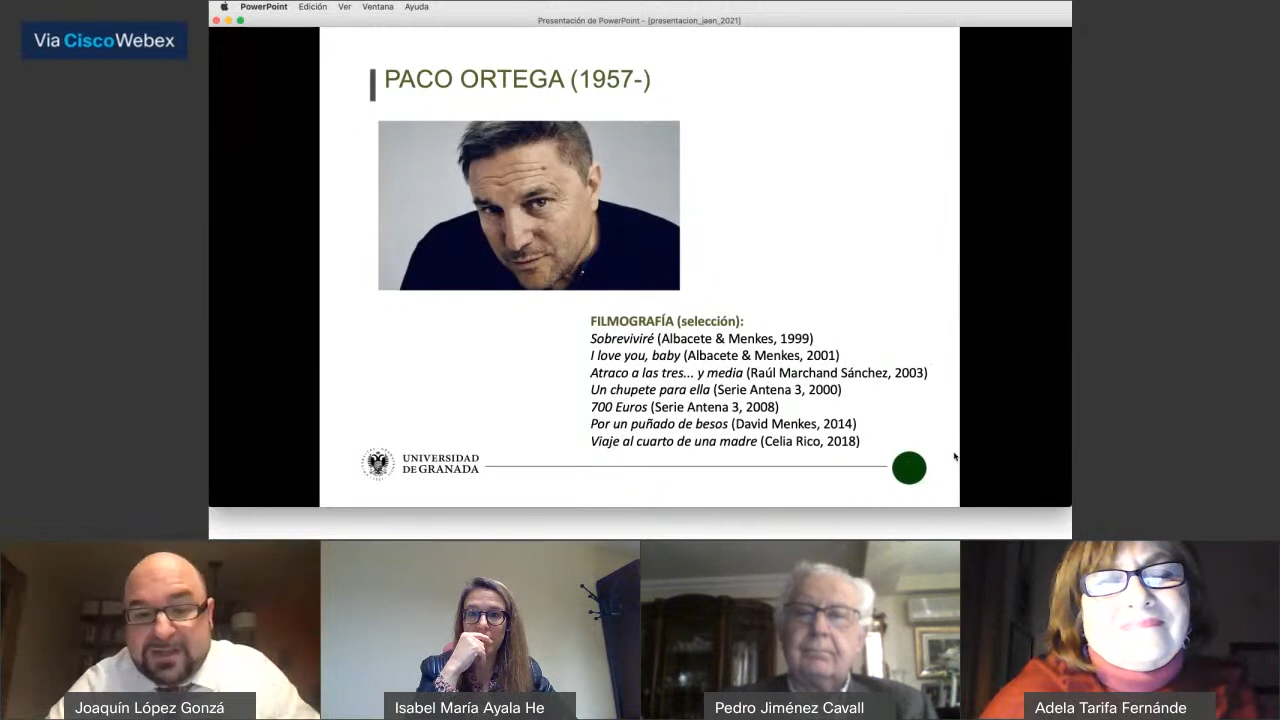 PowerPoint Edición Ver Ventana Ayuda
Presentación de PowerPoint - [presentacion_jaen_2021]
Via CiscoWebex
PACO ORTEGA (1957-)
FILMOGRAFÍA (selección):
Sobreviviré (Albacete & Menkes, 1999)
I love you, baby (Albacete & Menkes, 2001)
Atraco a las tres... y media (Raúl Marchand Sánchez, 2003)
Un chupete para ella (Serie Antena 3, 2000)
700 Euros (Serie Antena 3, 2008)
Por un puñado de besos (David Menkes, 2014)
Viaje al cuarto de una madre (Celia Rico, 2018)
UNIVERSIDAD
DE GRANADA
Joaquín López Gonzá
Isabel María Ayala He
Pedro Jiménez Cavall
Adela Tarifa Fernánde